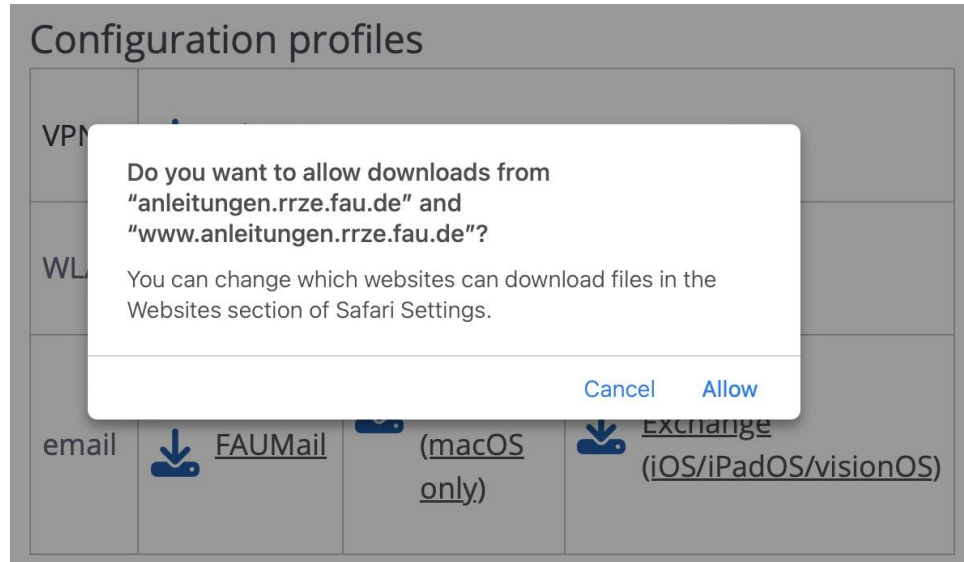 Configuration profiles
Do you want to allow downloads from
“anleitungen.rrze.fau.de” and
“www.anleitungen.rrze.fau.de”?
You can change which websites can download files in the
Websites section of Safari Settings.
Cancel Allow
email FAUMail (macOS only) Exchange (iOS/iPadOS/visionOS)